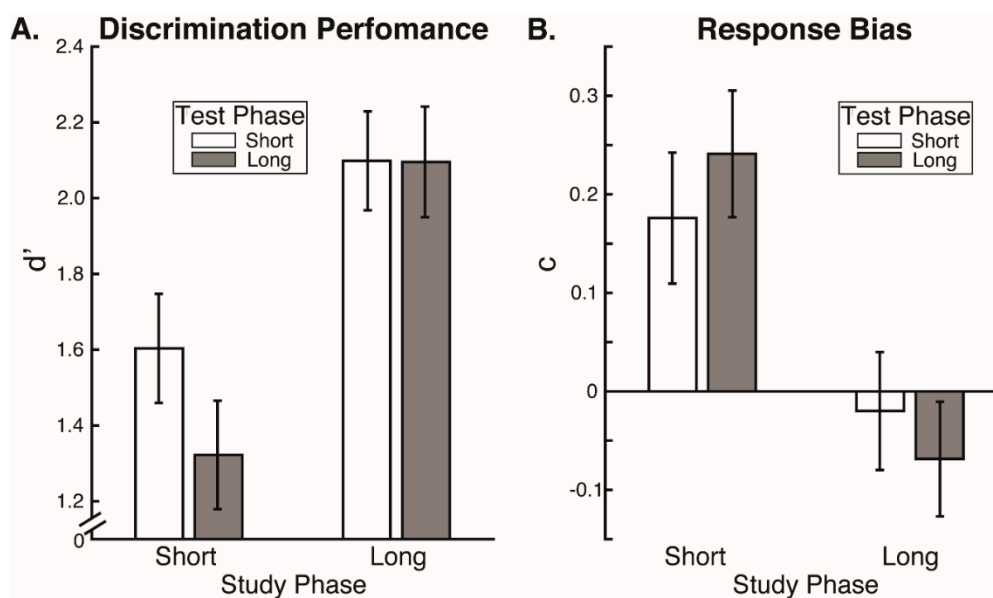 A. Discrimination Perfomance
2.4
2.2
2.0
1.8
1.6
1.4
1.2
0
d’
Test Phase
Short
Long
Short Long
Study Phase
B. Response Bias
0.3
0.2
0.1
0
-0.1
c
Test Phase
Short
Long
Short Long
Study Phase